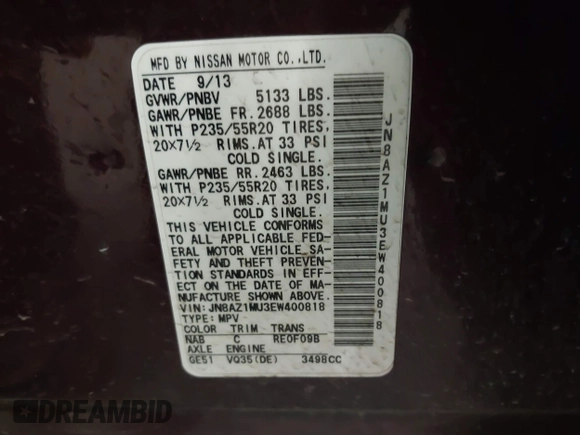 MFD BY NISSAN MOTOR CO.,LTD.
DATE 9/13
GVWR/PNBV 5133 LBS.
GAWR/PNBE FR. 2688 LBS.
WITH P235/55R20 TIRES,
20X7½ RIMS. AT 33 PSI
COLD SINGLE.
GAWR/PNBE RR. 2463 LBS.
WITH P235/55R20 TIRES,
20X7½ RIMS. AT 33 PSI
COLD SINGLE.
THIS VEHICLE CONFORMS
TO ALL APPLICABLE FED-
ERAL MOTOR VEHICLE SA-
FETY AND THEFT PREVEN-
TION STANDARDS IN EFF-
ECT ON THE DATE OF MA-
NUFACTURE SHOWN ABOVE.
VIN: JN8AZ1MU3EW400818
TYPE: MPV
COLOR TRIM TRANS
NAB C RE0F09B
AXLE ENGINE
GE51 VQ35(DE) 3498CC
JN8AZ1MU3EW400818
DREAMBID